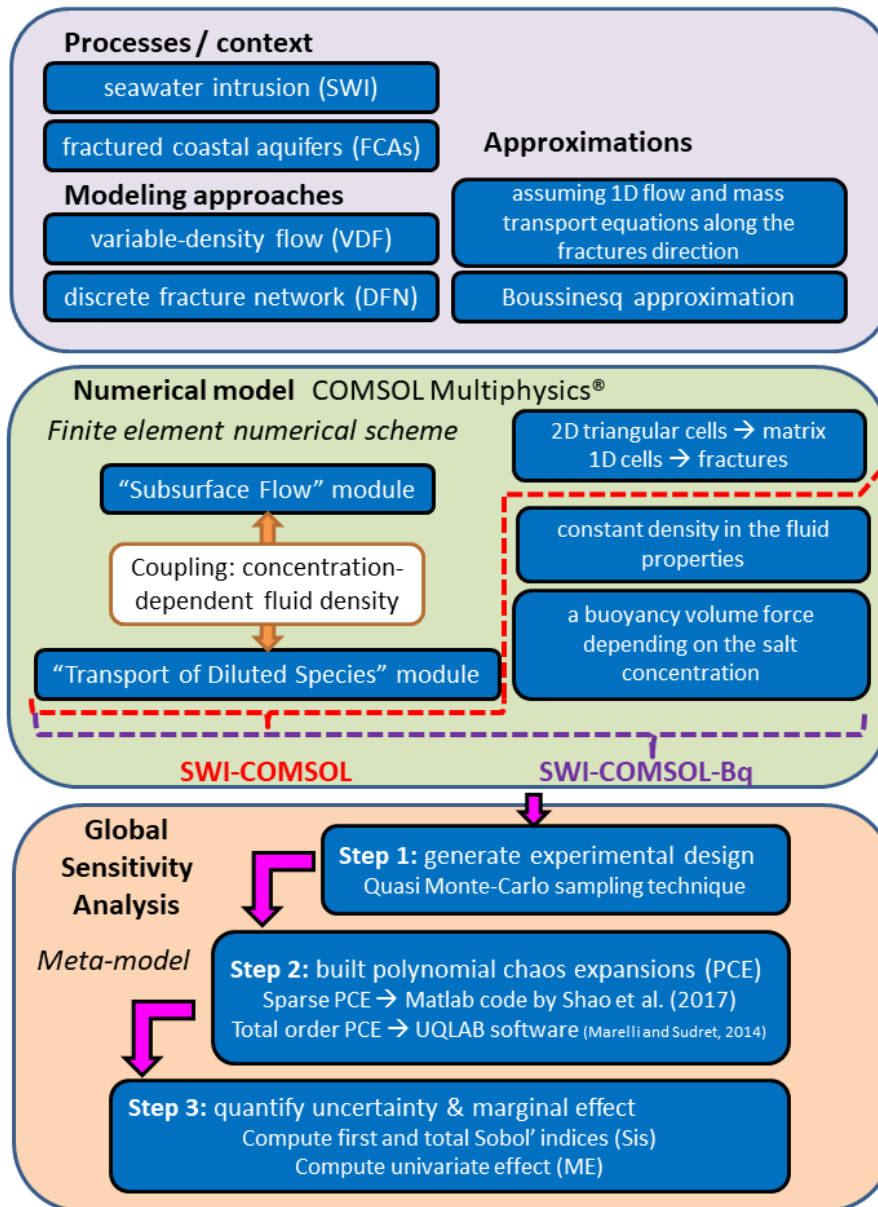 Processes / context
seawater intrusion (SWI)
fractured coastal aquifers (FCAs)
Modeling approaches
variable-density flow (VDF)
discrete fracture network (DFN)
Approximations
assuming 1D flow and mass
transport equations along the
fractures direction
Boussinesq approximation
Numerical model COMSOL Multiphysics®
Finite element numerical scheme
“Subsurface Flow” module
Coupling: concentration-
dependent fluid density
“Transport of Diluted Species” module
2D triangular cells → matrix
1D cells → fractures
constant density in the fluid
properties
a buoyancy volume force
depending on the salt
concentration
SWI-COMSOL
SWI-COMSOL-Bq
Global
Sensitivity
Analysis
Meta-model
Step 1: generate experimental design
Quasi Monte-Carlo sampling technique
Step 2: built polynomial chaos expansions (PCE)
Sparse PCE → Matlab code by Shao et al. (2017)
Total order PCE → UQLAB software (Marelli and Sudret, 2014)
Step 3: quantify uncertainty & marginal effect
Compute first and total Sobol’ indices (Sis)
Compute univariate effect (ME)